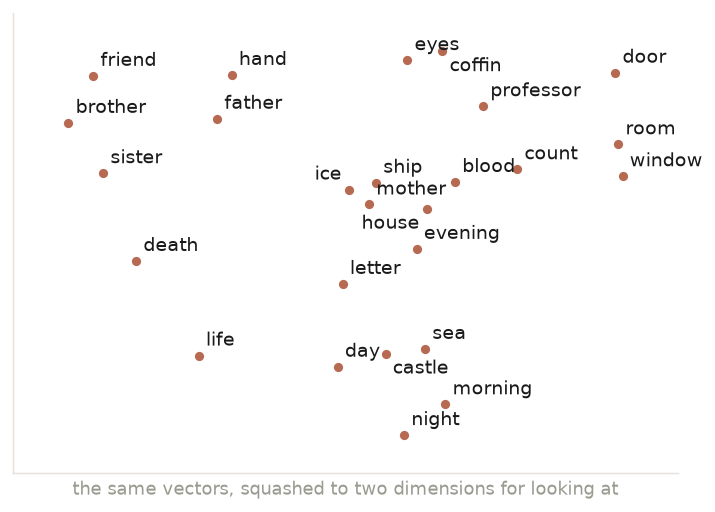 eyes
coffin
door
friend
hand
professor
brother
father
room
sister
count
window
ice
ship
blood
mother
house
evening
death
letter
life
sea
day
castle
morning
night
the same vectors, squashed to two dimensions for looking at